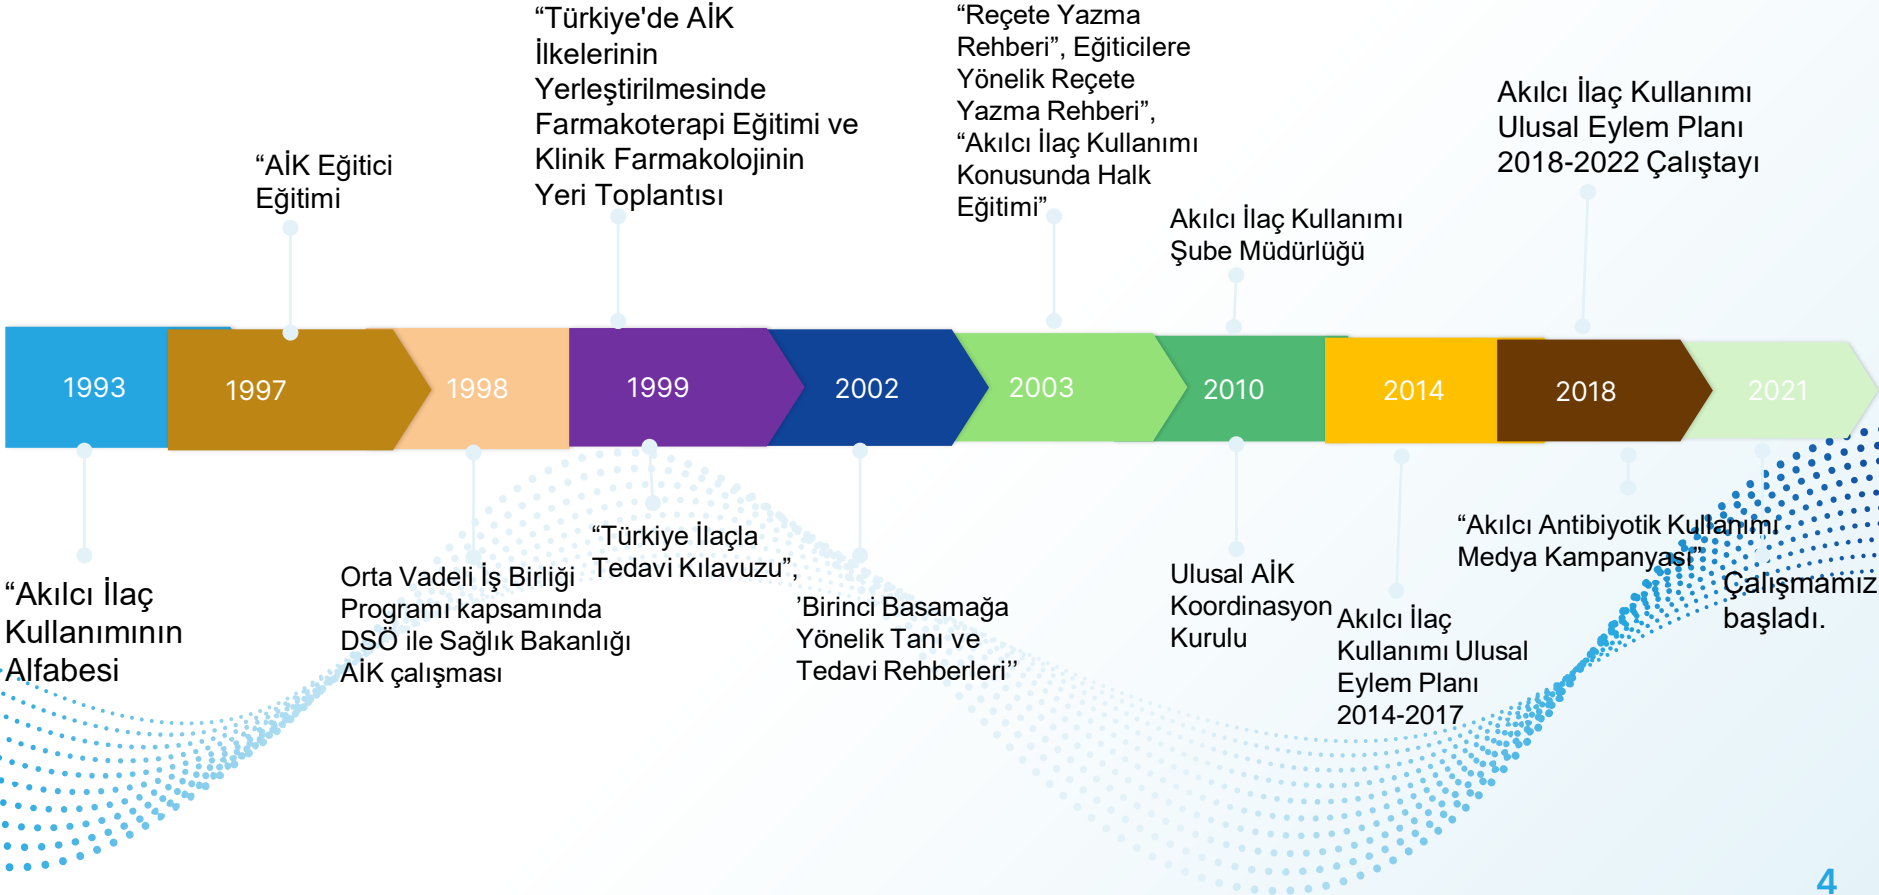 “Türkiye'de AİK
İlkelerinin
Yerleştirilmesinde
Farmakoterapi Eğitimi ve
Klinik Farmakolojinin
Yeri Toplantısı
“Reçete Yazma
Rehberi”, Eğiticilere
Yönelik Reçete
Yazma Rehberi”,
“Akılcı İlaç Kullanımı
Konusunda Halk
Eğitimi”
Akılcı İlaç Kullanımı
Ulusal Eylem Planı
2018-2022 Çalıştayı
“AİK Eğitici
Eğitimi
Akılcı İlaç Kullanımı
Şube Müdürlüğü
1993
1997
1998
1999
2002
2003
2010
2014
2018
2021
“Akılcı İlaç
Kullanımının
Alfabesi
Orta Vadeli İş Birliği
Programı kapsamında
DSÖ ile Sağlık Bakanlığı
AİK çalışması
“Türkiye İlaçla
Tedavi Kılavuzu”,
’Birinci Basamağa
Yönelik Tanı ve
Tedavi Rehberleri’’
Ulusal AİK
Koordinasyon
Kurulu
Akılcı İlaç
Kullanımı Ulusal
Eylem Planı
2014-2017
“Akılcı Antibiyotik Kullanımı
Medya Kampanyası”
Çalışmamız
başladı.
4